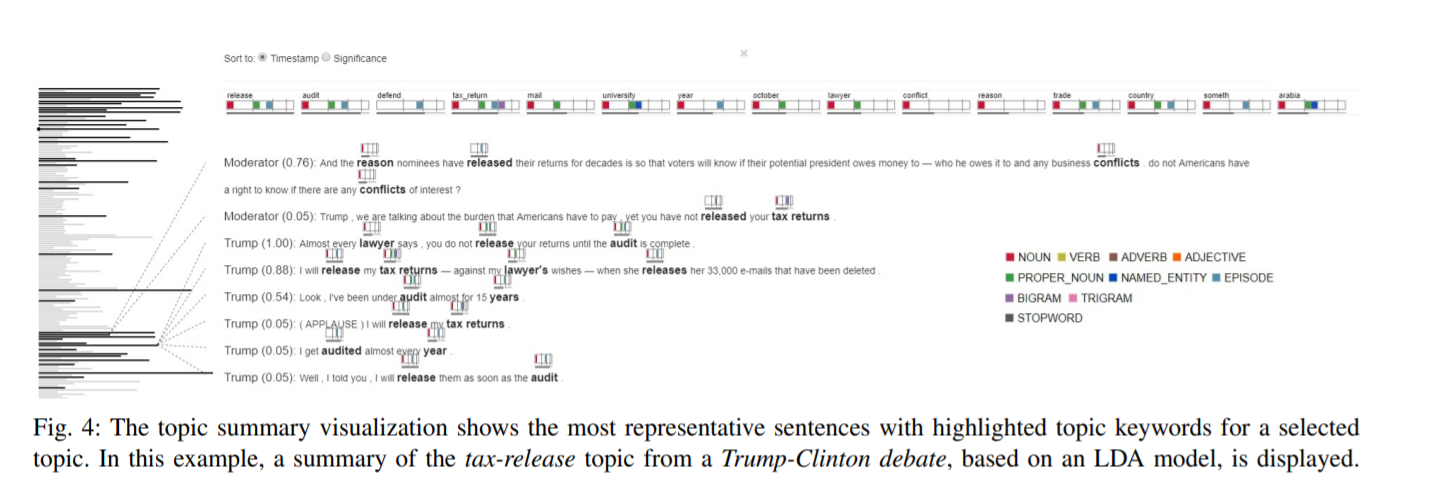 Sort to: Timestamp Significance
×
release audit defend tax_return mail university year october lawyer conflict reason trade country someth arabia
Moderator (0.76): And the reason nominees have released their returns for decades is so that voters will know if their potential president owes money to — who he owes it to and any business conflicts . do not Americans have
a right to know if there are any conflicts of interest ?
Moderator (0.05): Trump , we are talking about the burden that Americans have to pay , yet you have not released your tax returns .
Trump (1.00): Almost every lawyer says , you do not release your returns until the audit is complete .
Trump (0.88): I will release my tax returns — against my lawyer's wishes — when she releases her 33,000 e-mails that have been deleted .
Trump (0.54): Look , I've been under audit almost for 15 years .
Trump (0.05): ( APPLAUSE ) I will release my tax returns .
Trump (0.05): I get audited almost every year .
Trump (0.05): Well , I told you , I will release them as soon as the audit .
NOUN VERB ADVERB ADJECTIVE
PROPER_NOUN NAMED_ENTITY EPISODE
BIGRAM TRIGRAM
STOPWORD
Fig. 4: The topic summary visualization shows the most representative sentences with highlighted topic keywords for a selected
topic. In this example, a summary of the tax-release topic from a Trump-Clinton debate, based on an LDA model, is displayed.